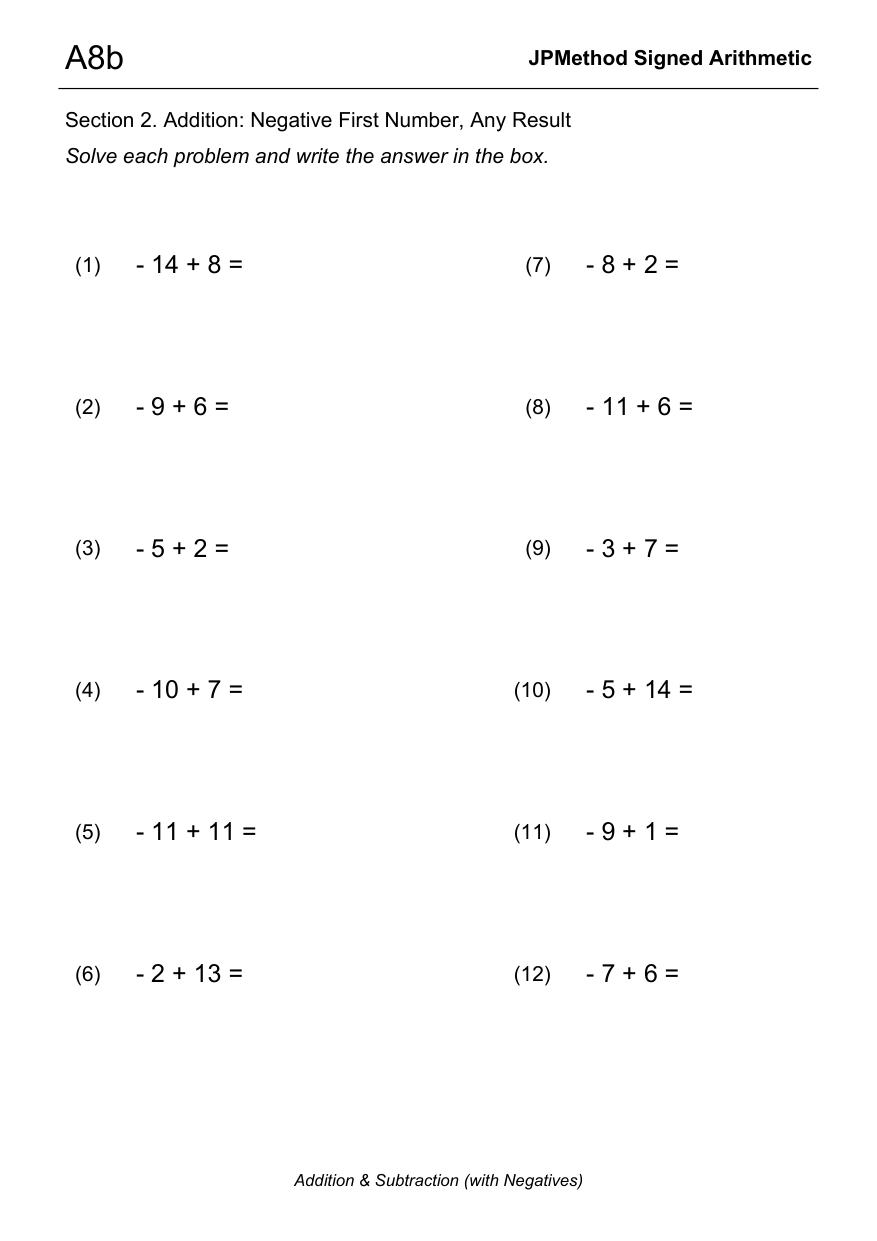 A8b
JPMethod Signed Arithmetic
Section 2. Addition: Negative First Number, Any Result
Solve each problem and write the answer in the box.
(1) - 14 + 8 =
(2) - 9 + 6 =
(3) - 5 + 2 =
(4) - 10 + 7 =
(5) - 11 + 11 =
(6) - 2 + 13 =
(7) - 8 + 2 =
(8) - 11 + 6 =
(9) - 3 + 7 =
(10) - 5 + 14 =
(11) - 9 + 1 =
(12) - 7 + 6 =
Addition & Subtraction (with Negatives)